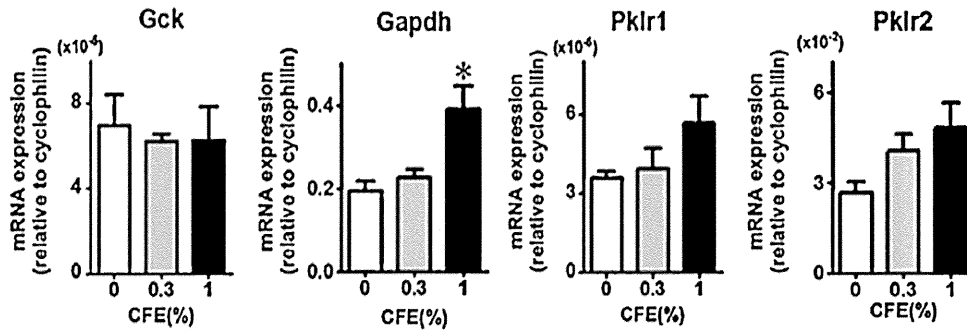 Gck
(x10⁻⁶)
mRNA expression
(relative to cyclophilin)
8
6
4
0
0.3
1
CFE(%)
Gapdh
mRNA expression
(relative to cyclophilin)
*
0.4
0.2
0.0
0
0.3
1
CFE(%)
Pklr1
(x10⁻⁶)
mRNA expression
(relative to cyclophilin)
6
3
0
0
0.3
1
CFE(%)
Pklr2
(x10⁻²)
mRNA expression
(relative to cyclophilin)
6
3
0
0
0.3
1
CFE(%)